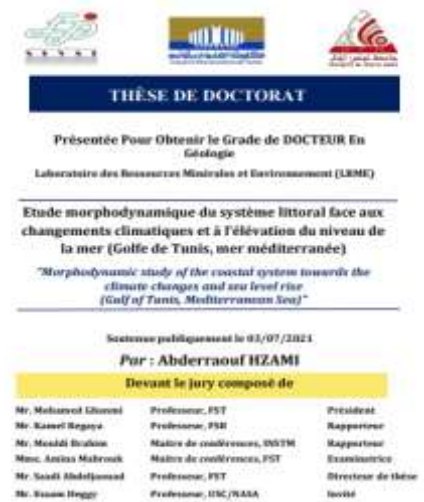 THÈSE DE DOCTORAT
Présentée Pour Obtenir le Grade de DOCTEUR En
Géologie
Laboratoire des Ressources Minérales et Environnement (LRME)
Etude morphodynamique du système littoral face aux
changements climatiques et à l'élévation du niveau de
la mer (Golfe de Tunis, mer méditerranée)
"Morphodynamic study of the coastal system towards the
climate changes and sea level rise
(Gulf of Tunis, Mediterranean Sea)"
Soutenue publiquement le 03/07/2021
Par : Abderraouf HZAMI
Devant le jury composé de
Mr. Mohamed Ghanmi Professeur, FST Président
Mr. Kamel Regaya Professeur, FSB Rapporteur
Mr. Mouldi Brahim Maitre de conférences, INSTM Rapporteur
Mme. Amina Mabrouk Maitre de conférences, FST Examinatrice
Mr. Saadi Abdeljaouad Professeur, FST Directeur de thèse
Mr. Essam Heggy Professeur, USC/NASA Invité